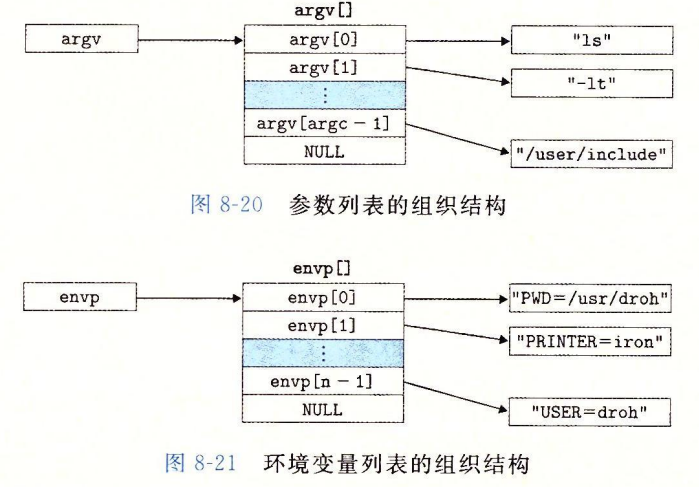 argv[]
argv
argv[0]
"ls"
argv[1]
"-lt"
⋮
argv[argc - 1]
NULL
"/user/include"
图 8-20 参数列表的组织结构
envp[]
envp
envp[0]
"PWD=/usr/droh"
envp[1]
"PRINTER=iron"
⋮
envp[n - 1]
NULL
"USER=droh"
图 8-21 环境变量列表的组织结构